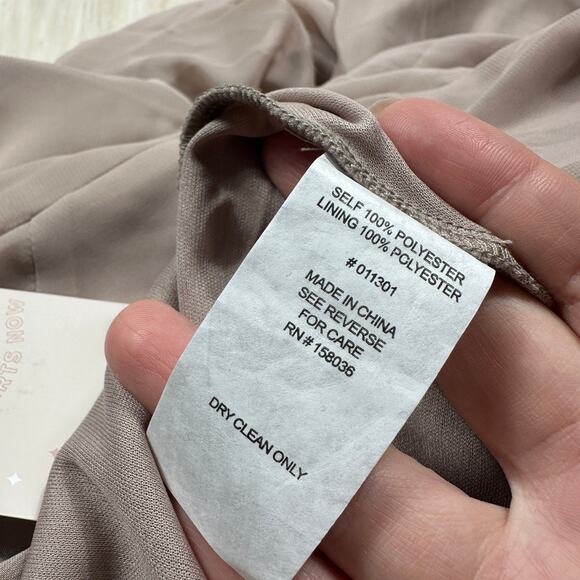 SELF 100% POLYESTER
LINING 100% POLYESTER
# 011301
MADE IN CHINA
SEE REVERSE
FOR CARE
RN # 158036
DRY CLEAN ONLY
NOW